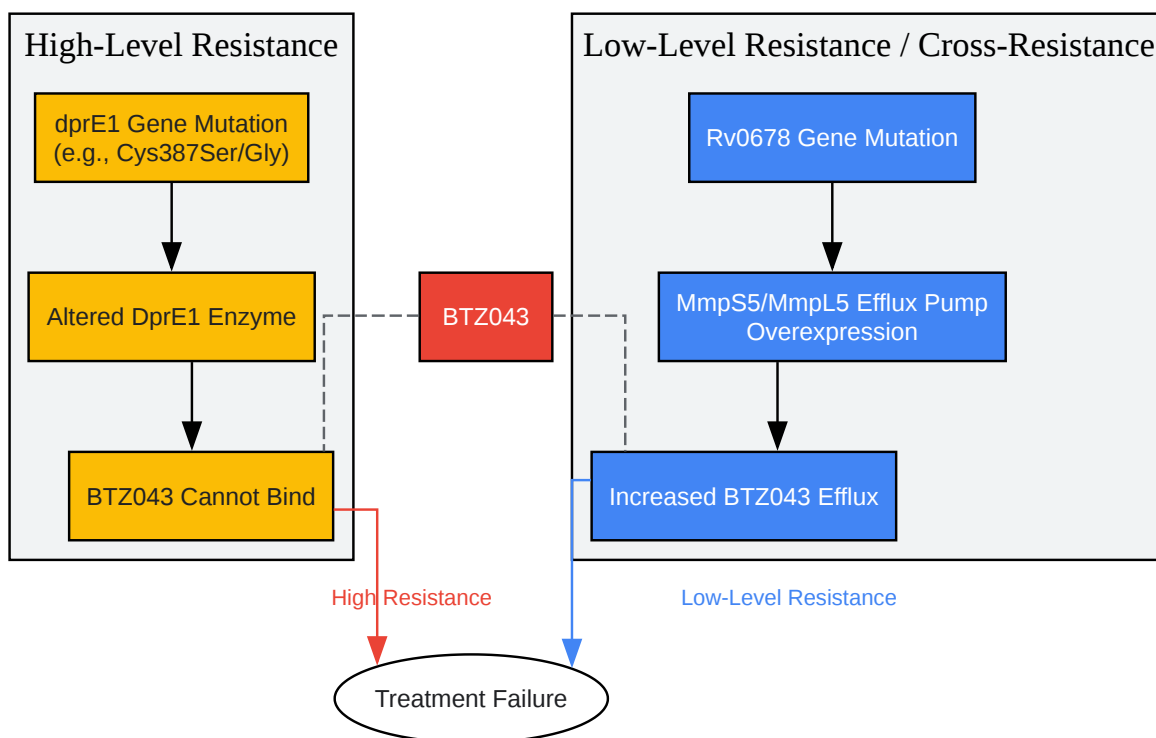 High-Level Resistance
dprE1 Gene Mutation
(e.g., Cys387Ser/Gly)
Altered DprE1 Enzyme
BTZ043 Cannot Bind
BTZ043
Low-Level Resistance / Cross-Resistance
Rv0678 Gene Mutation
MmpS5/MmpL5 Efflux Pump
Overexpression
Increased BTZ043 Efflux
High Resistance
Low-Level Resistance
Treatment Failure